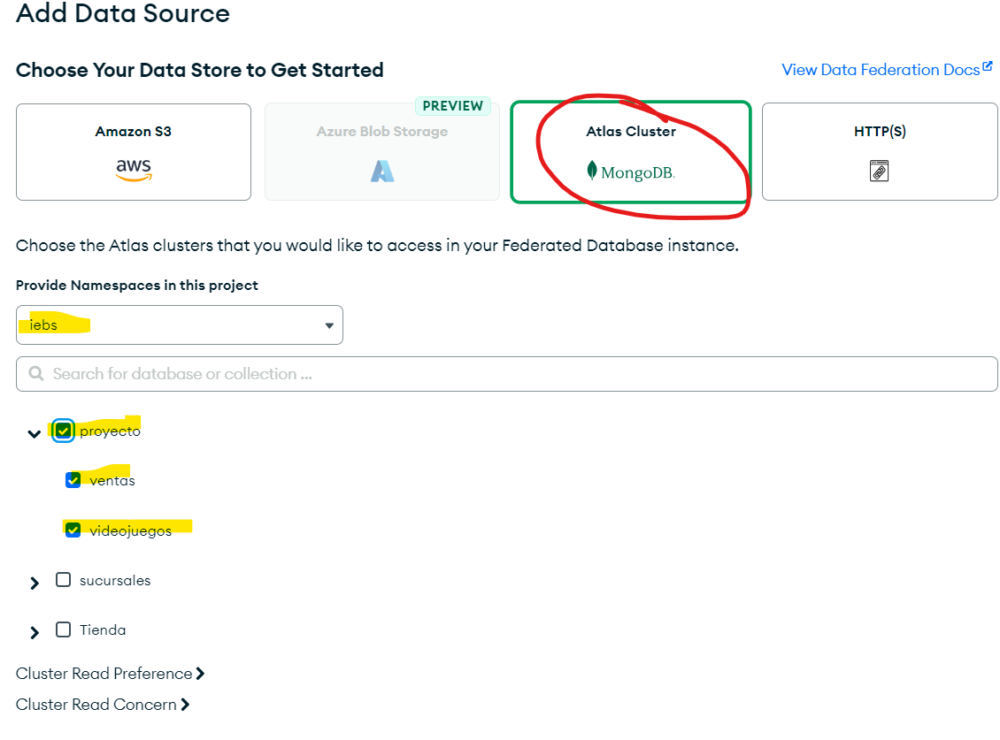 Add Data Source
Choose Your Data Store to Get Started
View Data Federation Docs
PREVIEW
Amazon S3
Azure Blob Storage
Atlas Cluster
HTTP(S)
aws
MongoDB.
Choose the Atlas clusters that you would like to access in your Federated Database instance.
Provide Namespaces in this project
iebs
Search for database or collection ...
proyecto
ventas
videojuegos
sucursales
Tienda
Cluster Read Preference
Cluster Read Concern